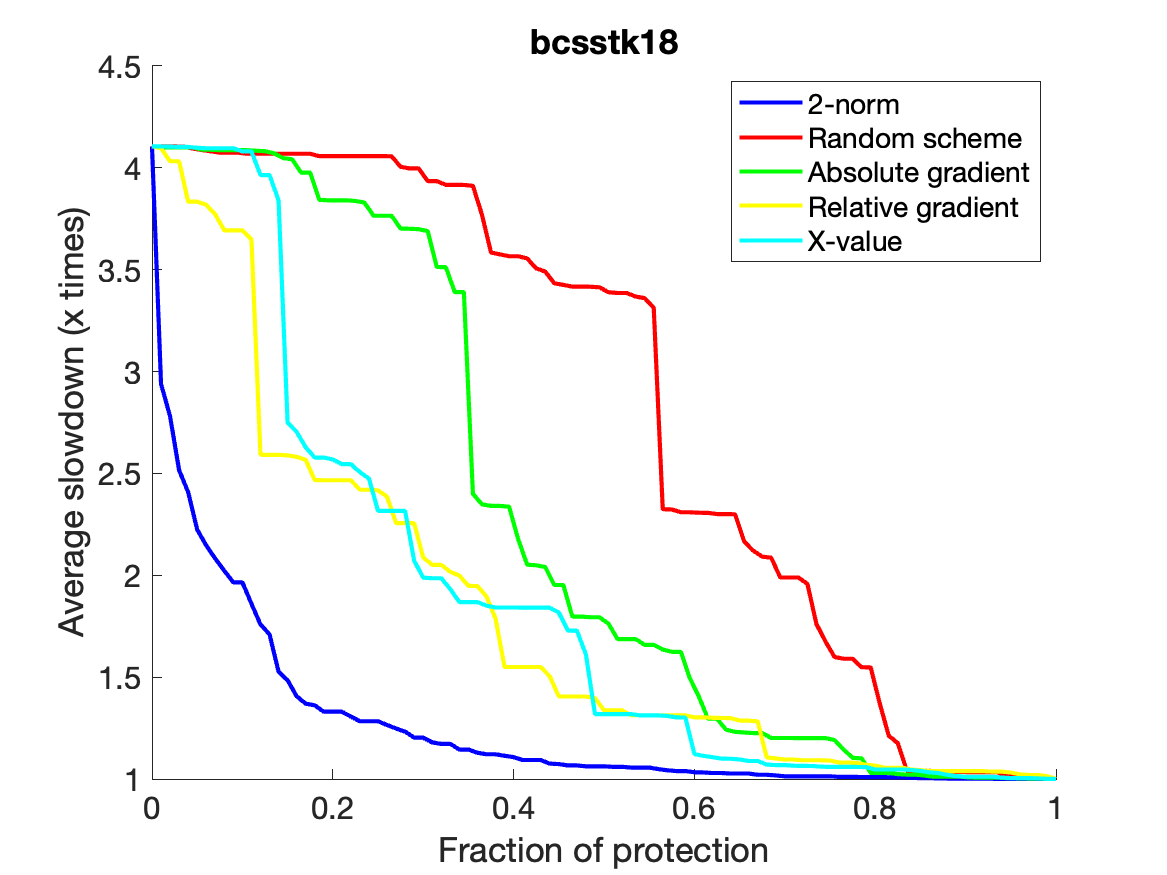 bcsstk18
4.5
4
3.5
3
2.5
2
1.5
1
Average slowdown (x times)
2-norm
Random scheme
Absolute gradient
Relative gradient
X-value
0
0.2
0.4
0.6
0.8
1
Fraction of protection